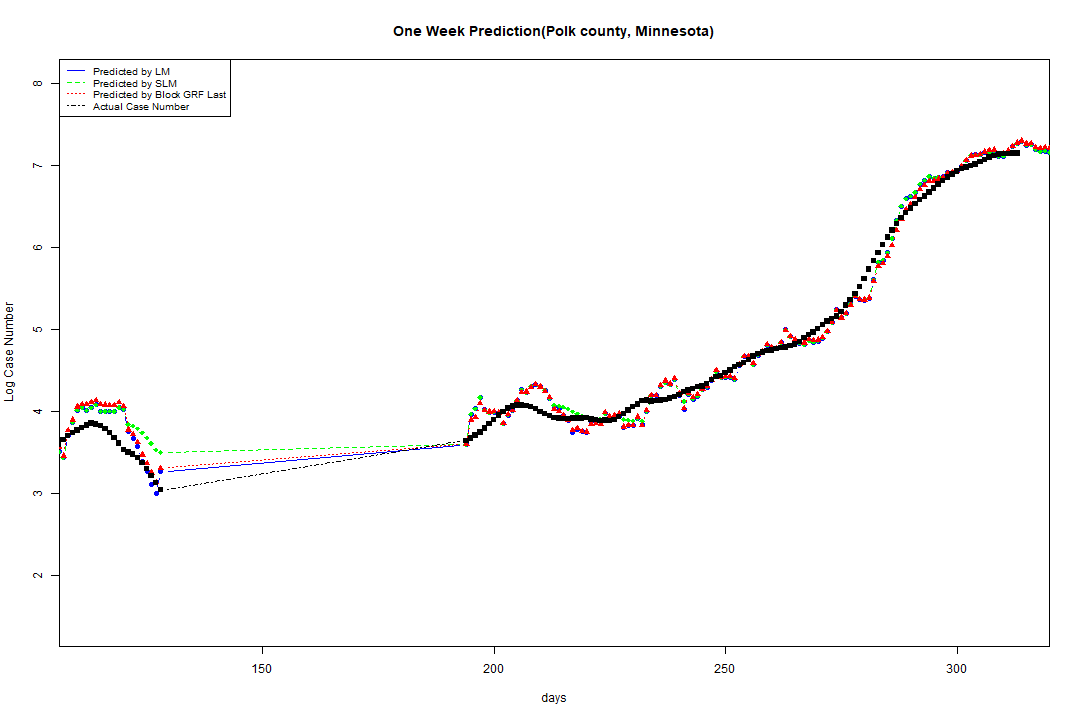 One Week Prediction(Polk county, Minnesota)
Predicted by LM
Predicted by SLM
Predicted by Block GRF Last
Actual Case Number
8
7
6
5
4
3
2
Log Case Number
150 200 250 300
days